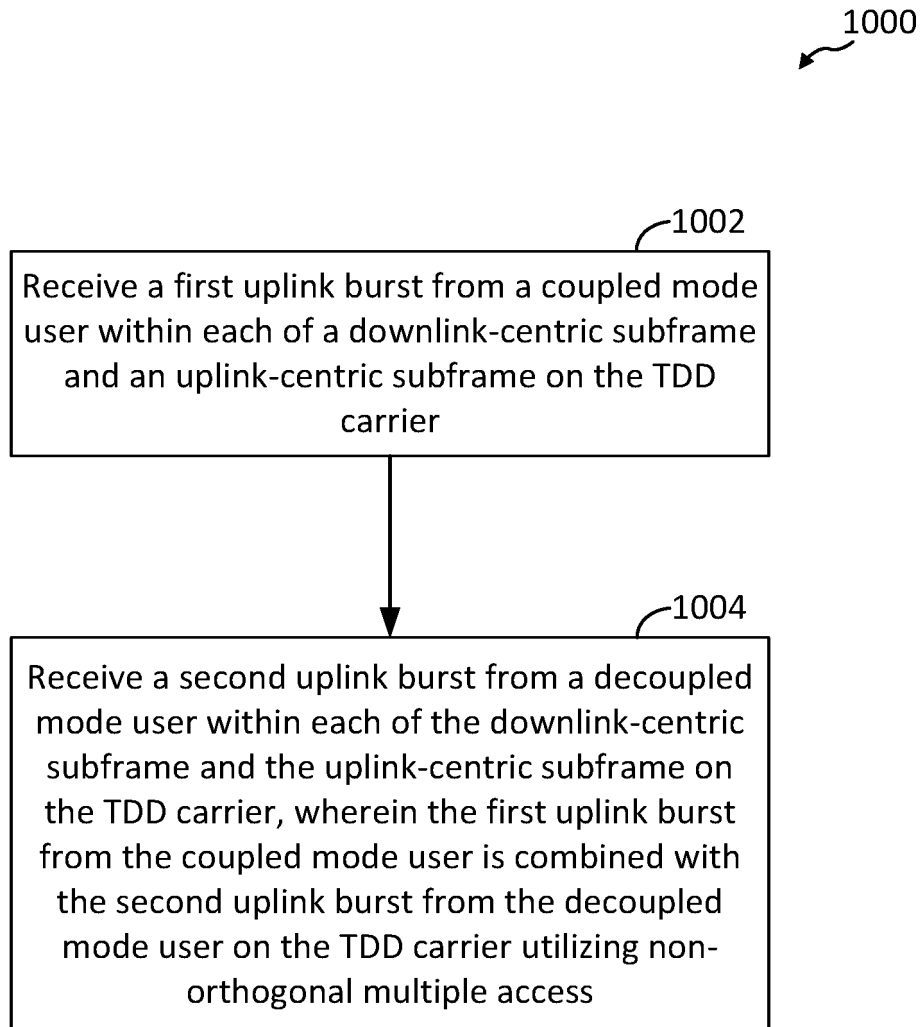 1000
1002
Receive a first uplink burst from a coupled mode
user within each of a downlink-centric subframe
and an uplink-centric subframe on the TDD
carrier
1004
Receive a second uplink burst from a decoupled
mode user within each of the downlink-centric
subframe and the uplink-centric subframe on
the TDD carrier, wherein the first uplink burst
from the coupled mode user is combined with
the second uplink burst from the decoupled
mode user on the TDD carrier utilizing non-
orthogonal multiple access